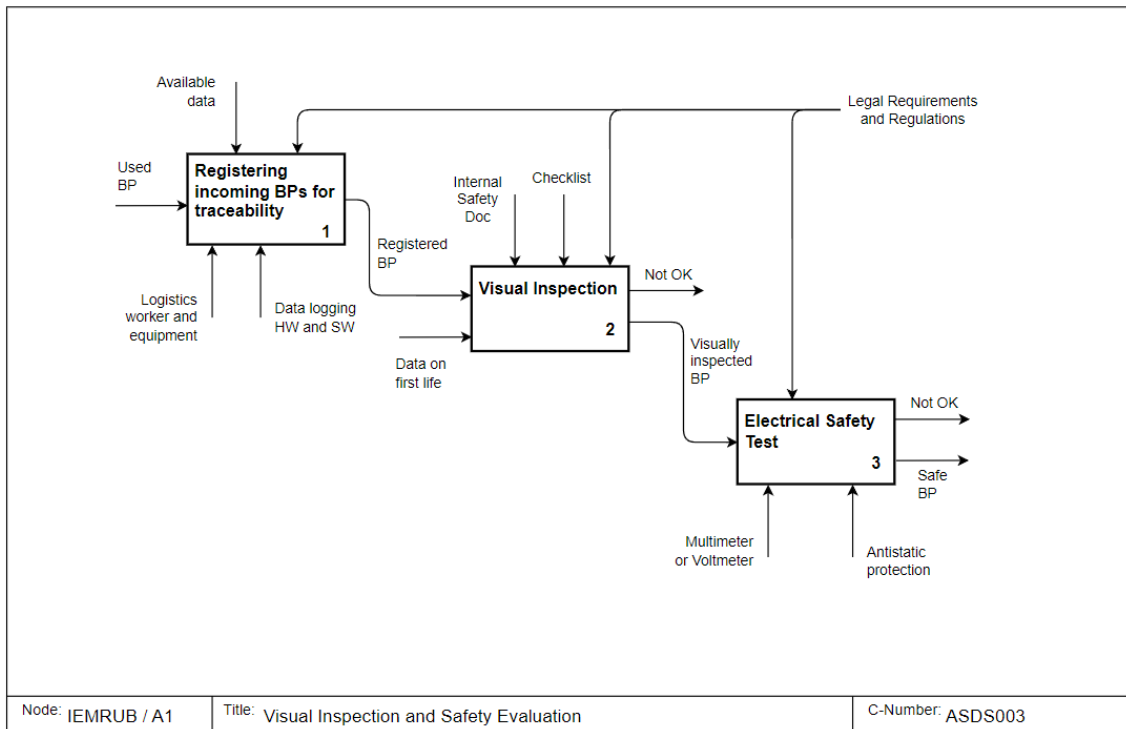 Available
data
Legal Requirements
and Regulations
Used
BP
Registering
incoming BPs for
traceability
1
Internal
Safety
Doc
Checklist
Registered
BP
Logistics
worker and
equipment
Data logging
HW and SW
Visual Inspection
2
Not OK
Data on
first life
Visually
inspected
BP
Electrical Safety
Test
3
Not OK
Safe
BP
Multimeter
or Voltmeter
Antistatic
protection
Node: IEMRUB / A1
Title: Visual Inspection and Safety Evaluation
C-Number: ASDS003